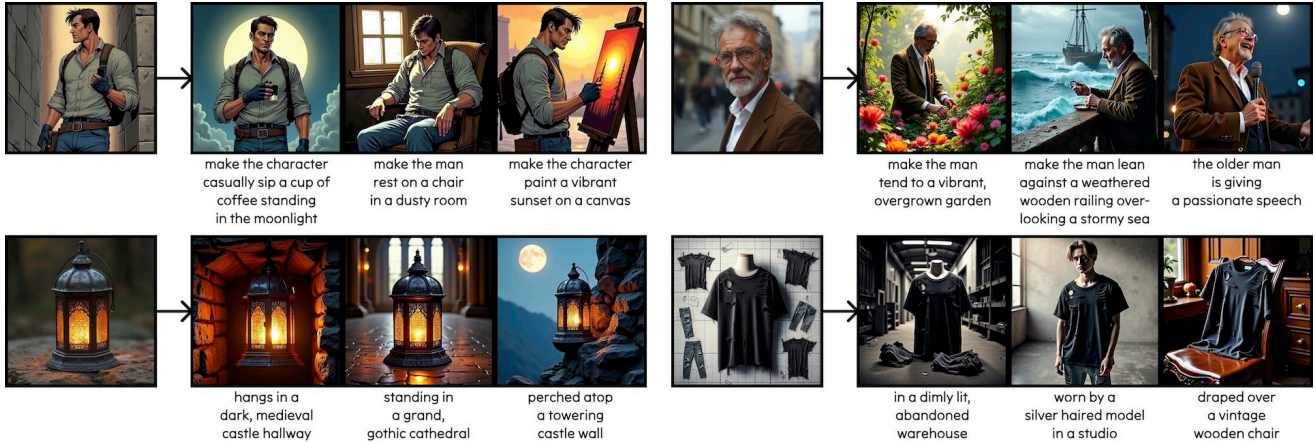 make the character
casually sip a cup of
coffee standing
in the moonlight
make the man
rest on a chair
in a dusty room
make the character
paint a vibrant
sunset on a canvas
make the man
tend to a vibrant,
overgrown garden
make the man lean
against a weathered
wooden railing over-
looking a stormy sea
the older man
is giving
a passionate speech
hangs in a
dark, medieval
castle hallway
standing in
a grand,
gothic cathedral
perched atop
a towering
castle wall
in a dimly lit,
abandoned
warehouse
worn by a
silver haired model
in a studio
draped over
a vintage
wooden chair